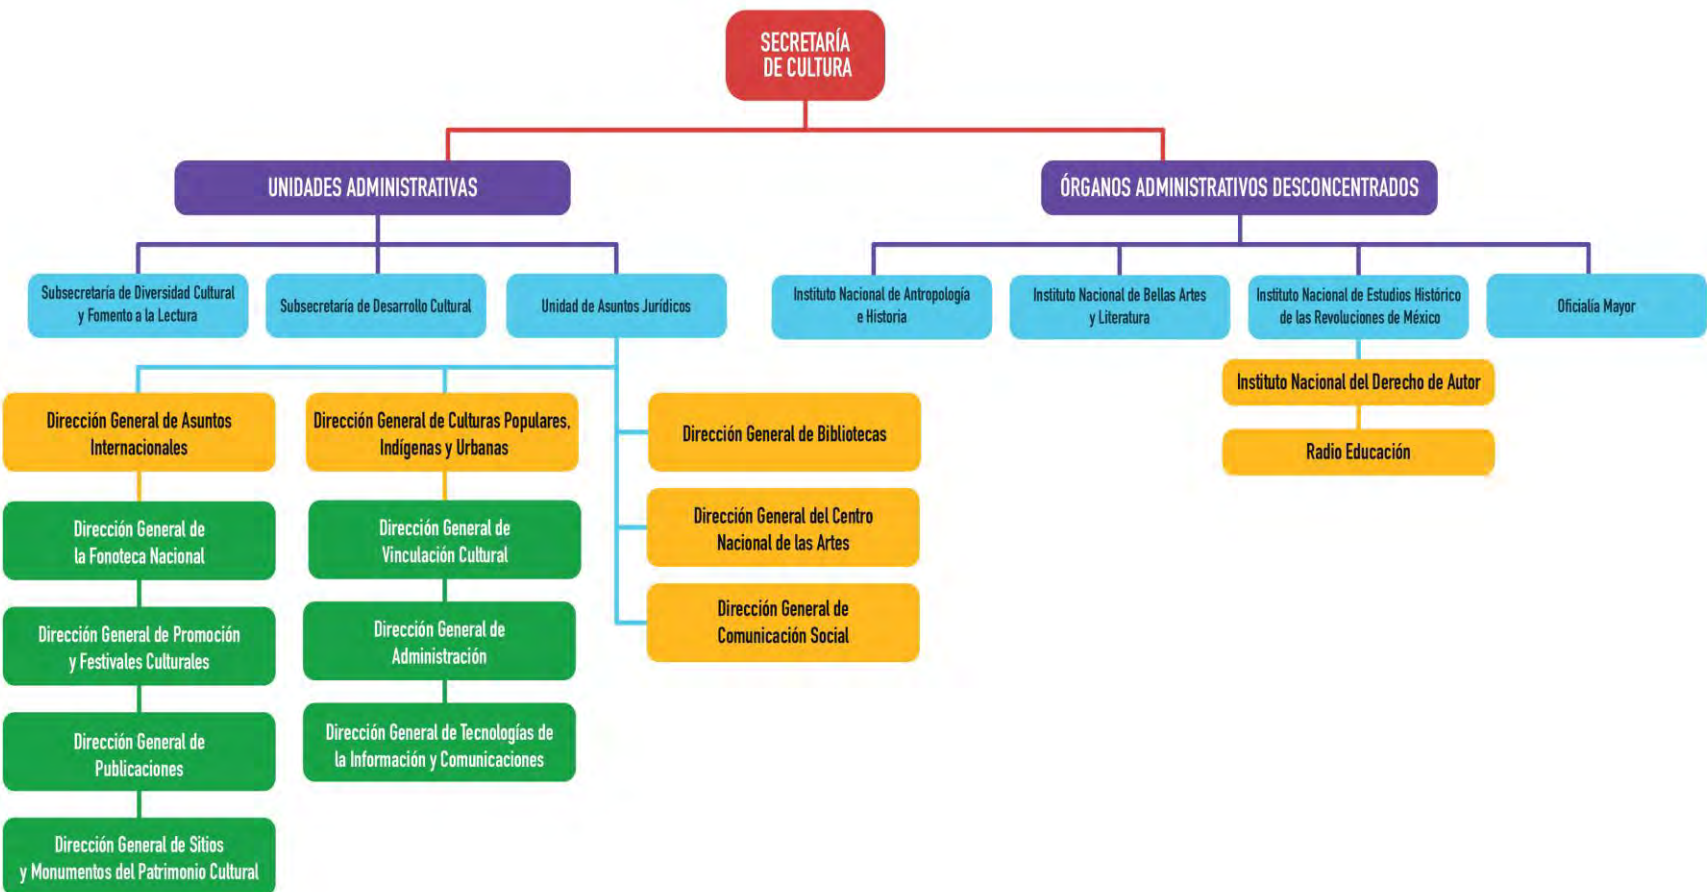 SECRETARÍA
DE CULTURA
UNIDADES ADMINISTRATIVAS
ÓRGANOS ADMINISTRATIVOS DESCONCENTRADOS
Subsecretaría de Diversidad Cultural
y Fomento a la Lectura
Subsecretaría de Desarrollo Cultural
Unidad de Asuntos Jurídicos
Instituto Nacional de Antropología
e Historia
Instituto Nacional de Bellas Artes
y Literatura
Instituto Nacional de Estudios Histórico
de las Revoluciones de México
Oficialía Mayor
Dirección General de Asuntos
Internacionales
Dirección General de Culturas Populares,
Indígenas y Urbanas
Dirección General de Bibliotecas
Instituto Nacional del Derecho de Autor
Radio Educación
Dirección General de
la Fonoteca Nacional
Dirección General de
Vinculación Cultural
Dirección General del Centro
Nacional de las Artes
Dirección General de Promoción
y Festivales Culturales
Dirección General de
Administración
Dirección General de
Comunicación Social
Dirección General de
Publicaciones
Dirección General de Tecnologías de
la Información y Comunicaciones
Dirección General de Sitios
y Monumentos del Patrimonio Cultural